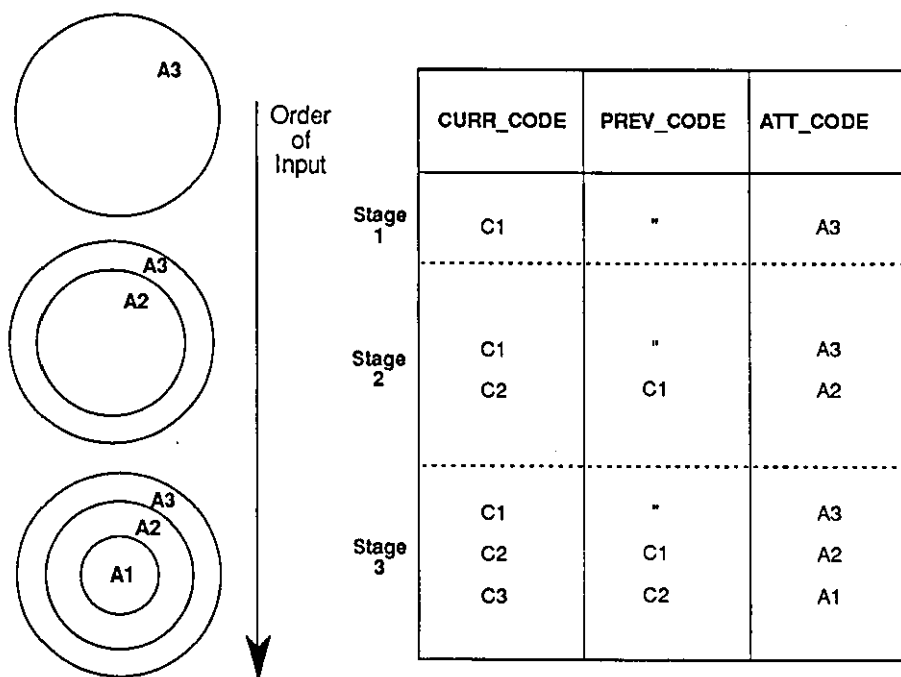 A3
Order
of
Input
A3
A2
A3
A2
A1
CURR_CODE PREV_CODE ATT_CODE
Stage
1
C1 " A3
Stage
2
C1 " A3
C2 C1 A2
Stage
3
C1 " A3
C2 C1 A2
C3 C2 A1